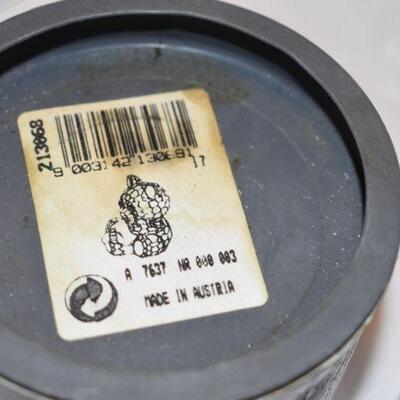 213068
9 003142 130681 17
A 7637 NR 000 003
MADE IN AUSTRIA